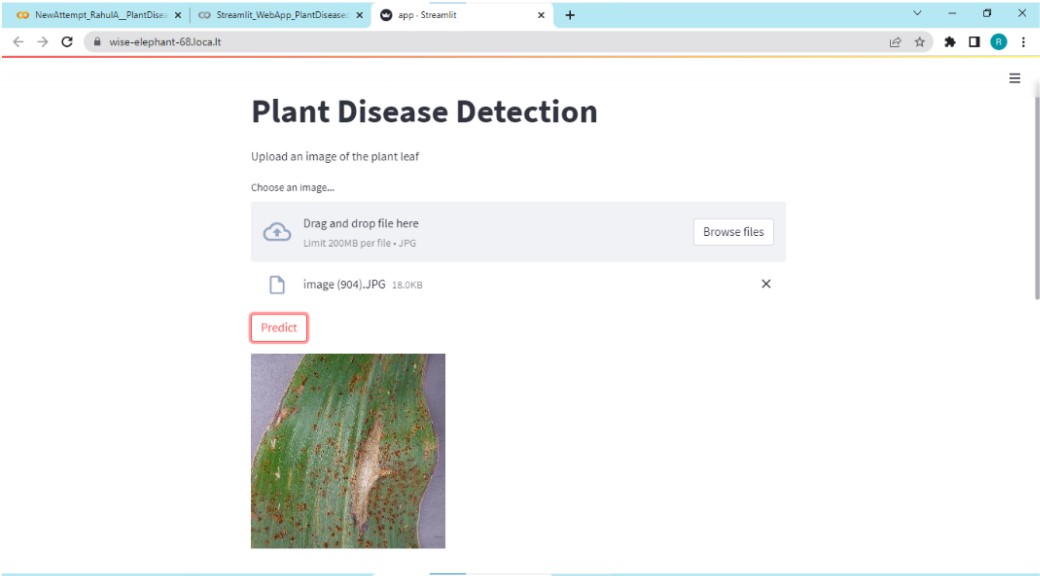 NewAttempt_RahulA__PlantDisea
Streamlit_WebApp_PlantDisease:
app · Streamlit
wise-elephant-68.loca.lt
R
Plant Disease Detection
Upload an image of the plant leaf
Choose an image...
Drag and drop file here
Limit 200MB per file • JPG
Browse files
image (904).JPG 18.0KB
Predict